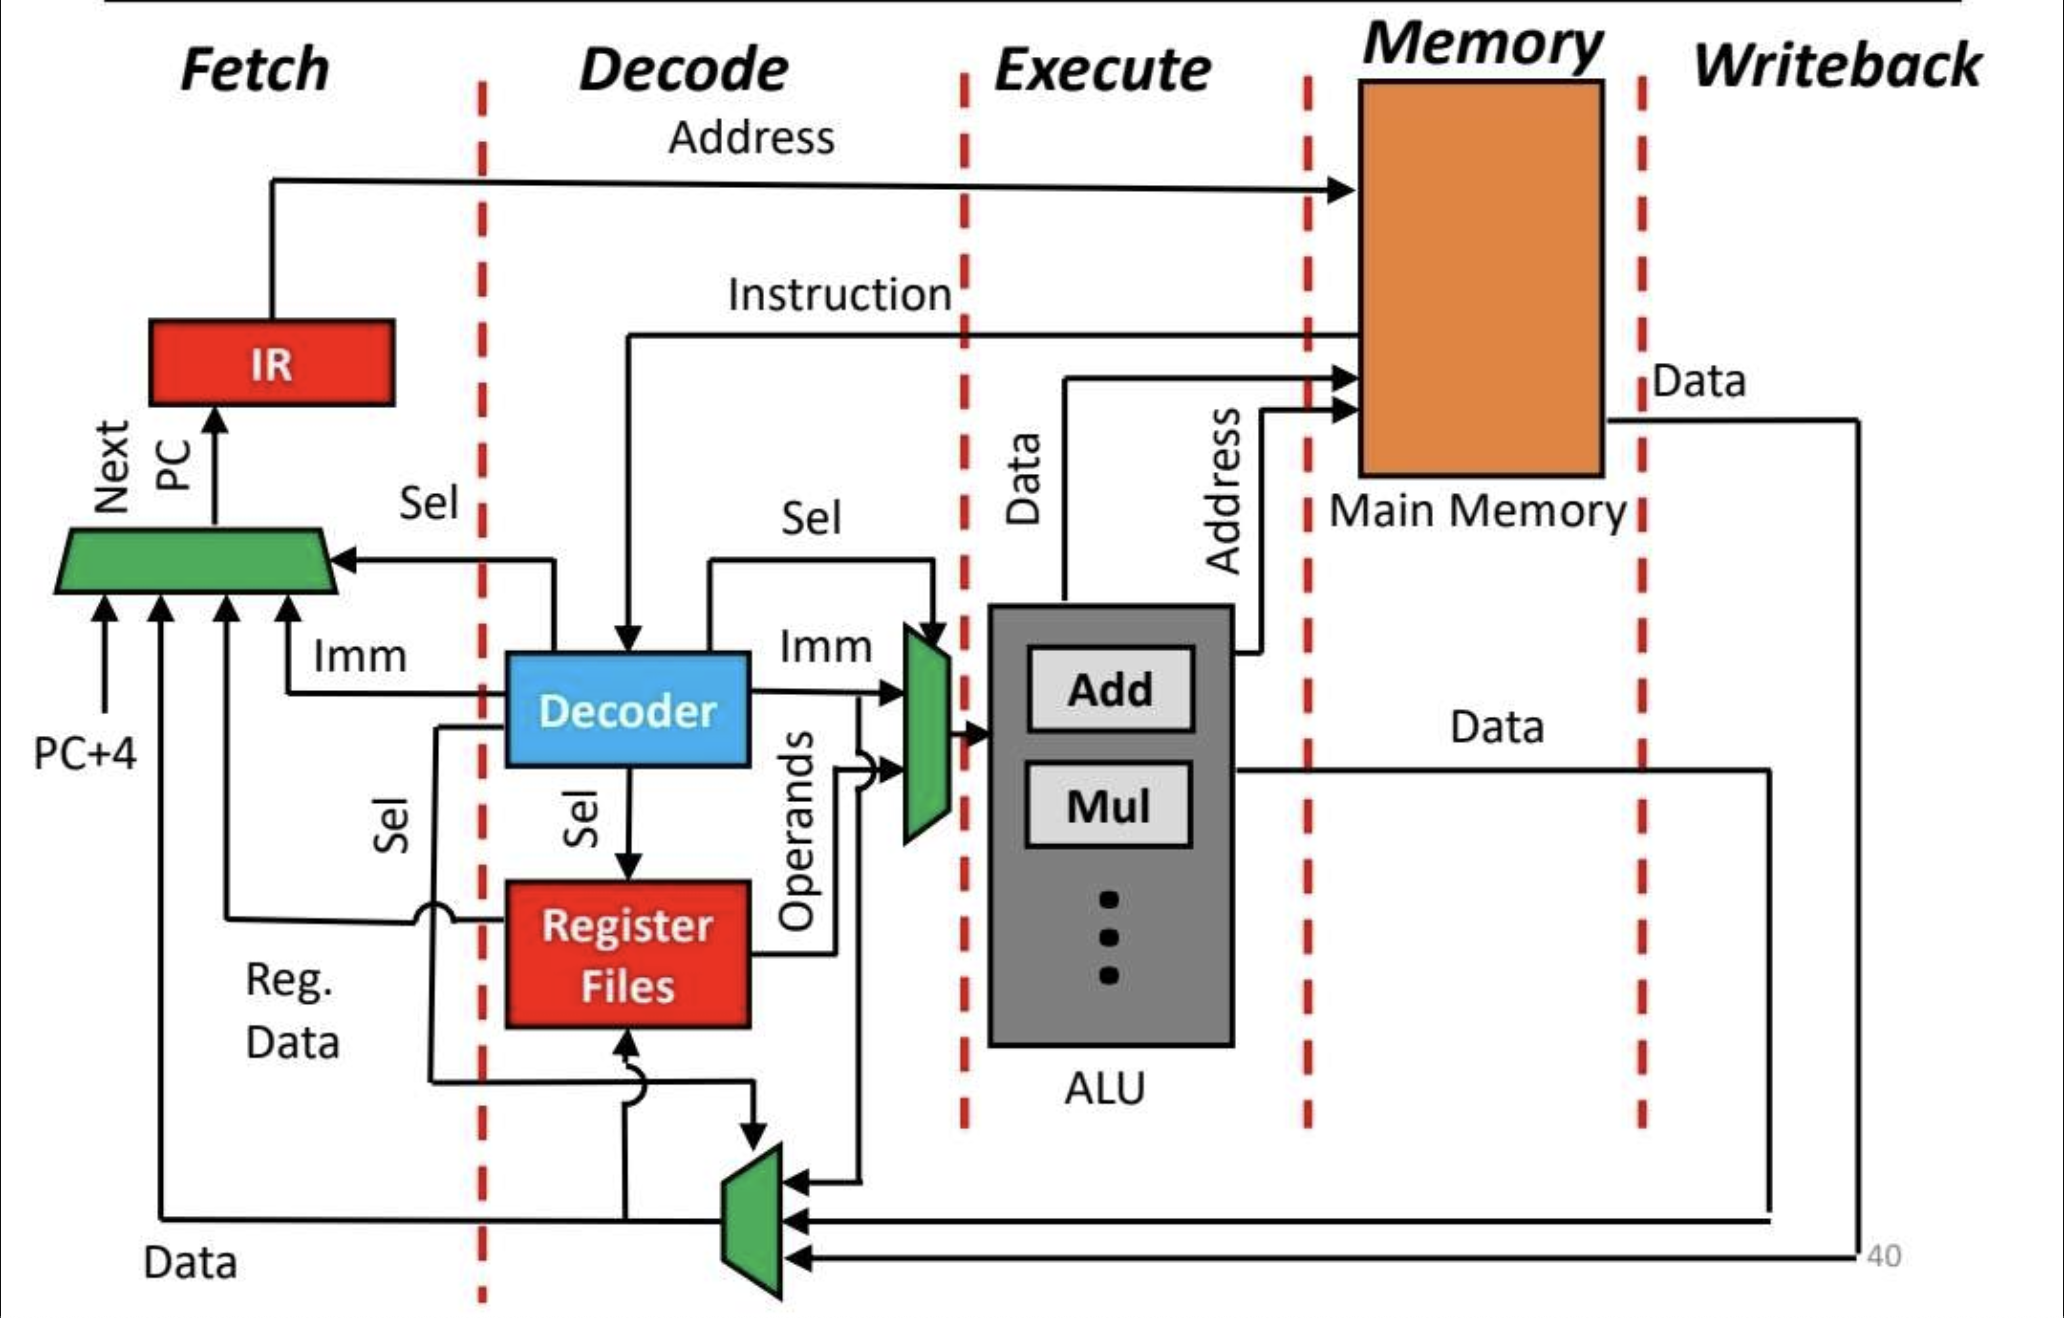 Fetch
Decode
Execute
Memory
Writeback
Address
Instruction
IR
Data
Next
PC
Sel
Sel
Data
Address
Main Memory
Imm
Imm
Decoder
Add
PC+4
Data
Sel
Sel
Operands
Mul
Register
Files
Reg.
Data
ALU
Data
40